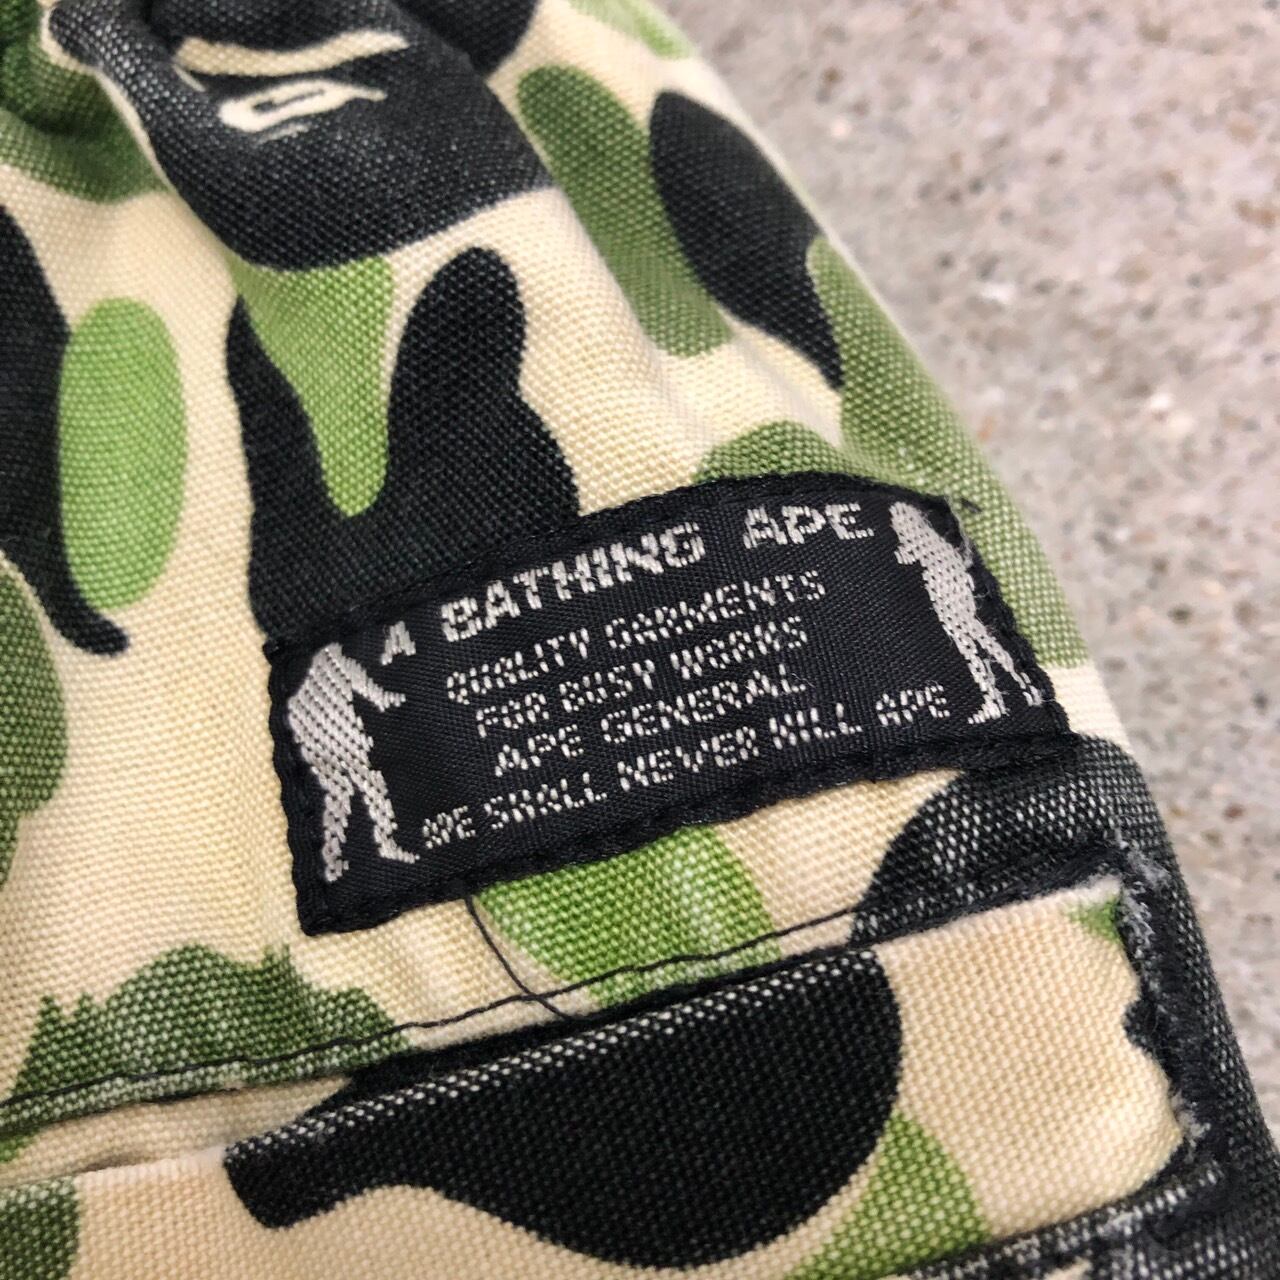 A BATHING APE
QUALITY GARMENTS
FOR BUSY WORKS
APE GENERAL
WE SHALL NEVER KILL APE